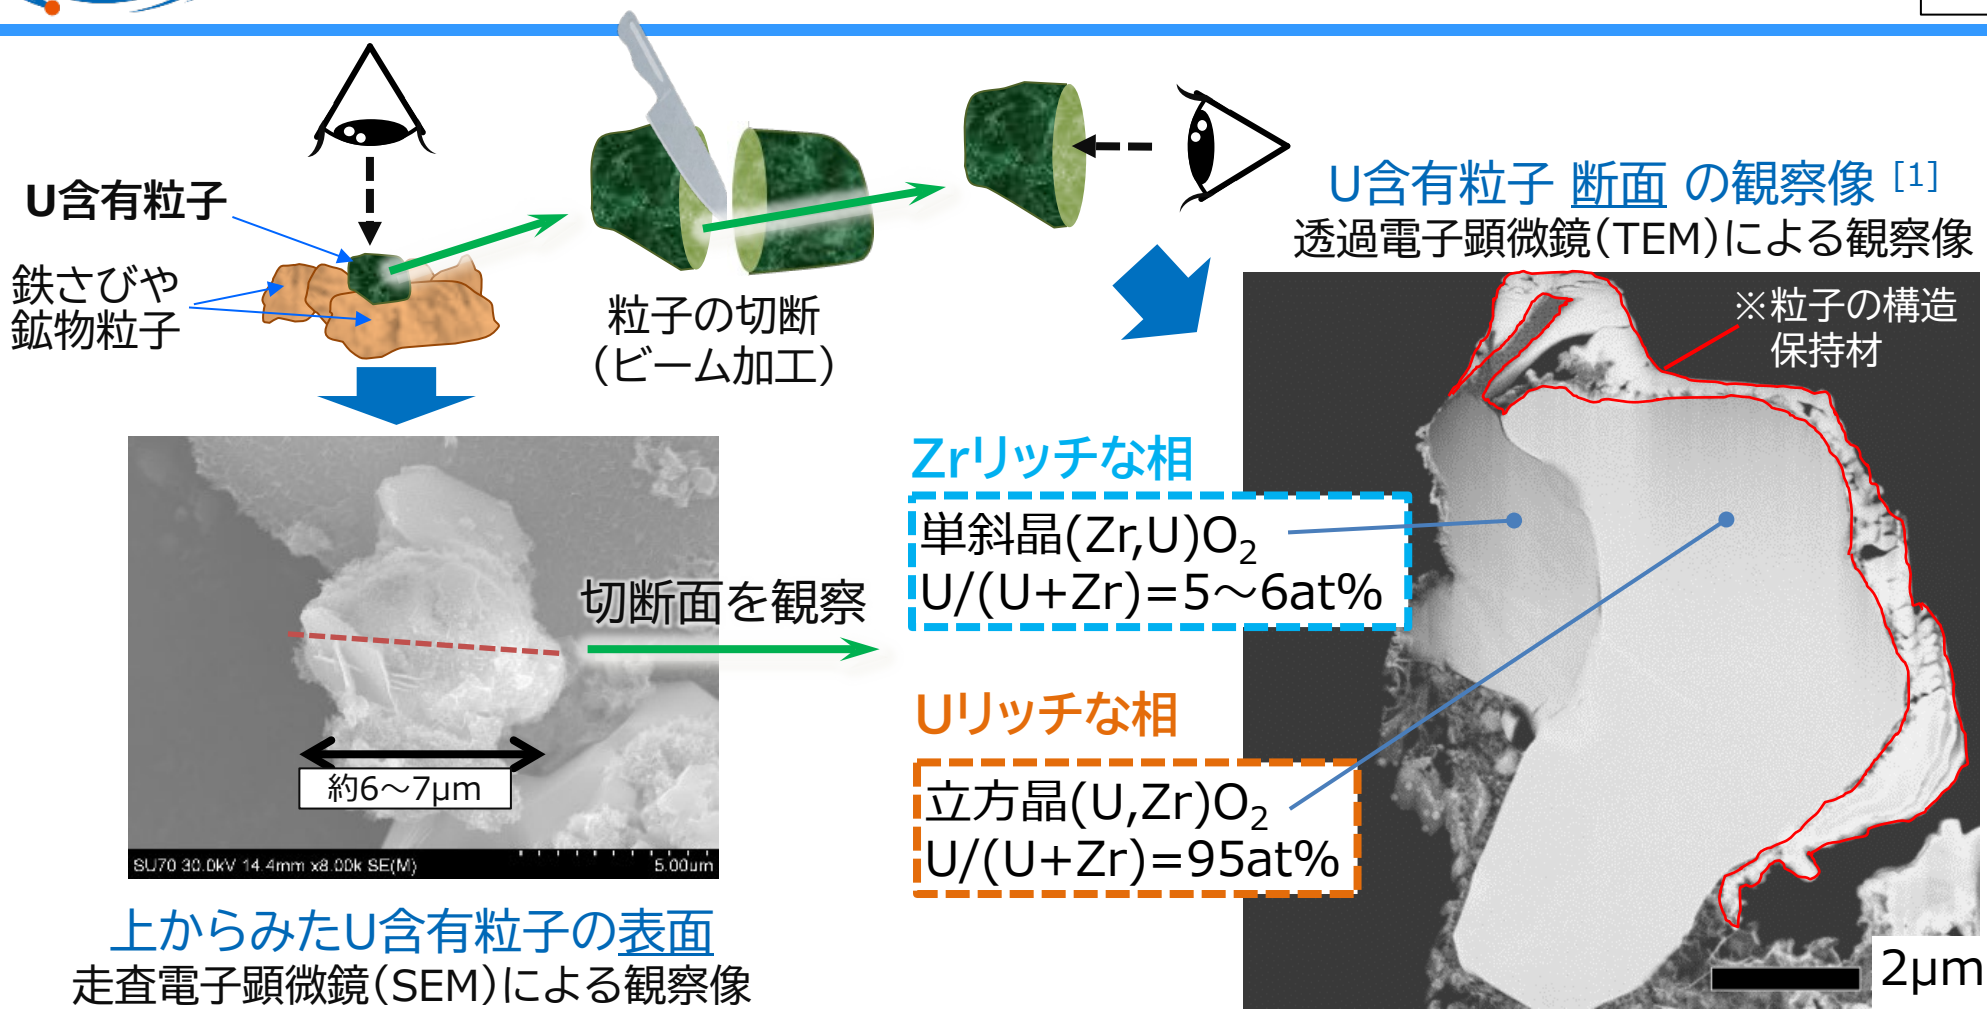 U含有粒子
鉄さびや
鉱物粒子
粒子の切断
(ビーム加工)
U含有粒子 断面 の観察像 [1]
透過電子顕微鏡(TEM)による観察像
※粒子の構造
保持材
Zrリッチな相
単斜晶(Zr,U)O₂
U/(U+Zr)=5～6at%
切断面を観察
Uリッチな相
立方晶(U,Zr)O₂
U/(U+Zr)=95at%
約6～7μm
SU70 30.0kV 14.4mm x8.00k SE(M)
5.00um
上からみたU含有粒子の表面
走査電子顕微鏡(SEM)による観察像
2μm